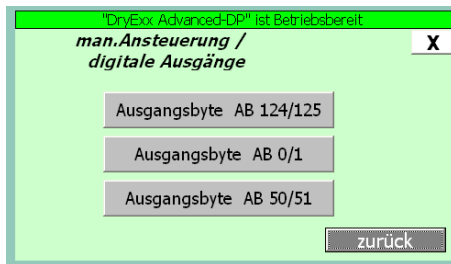 "DryExx Advanced-DP" ist Betriebsbereit
man.Ansteuerung /
digitale Ausgänge
X
Ausgangsbyte AB 124/125
Ausgangsbyte AB 0/1
Ausgangsbyte AB 50/51
zurück